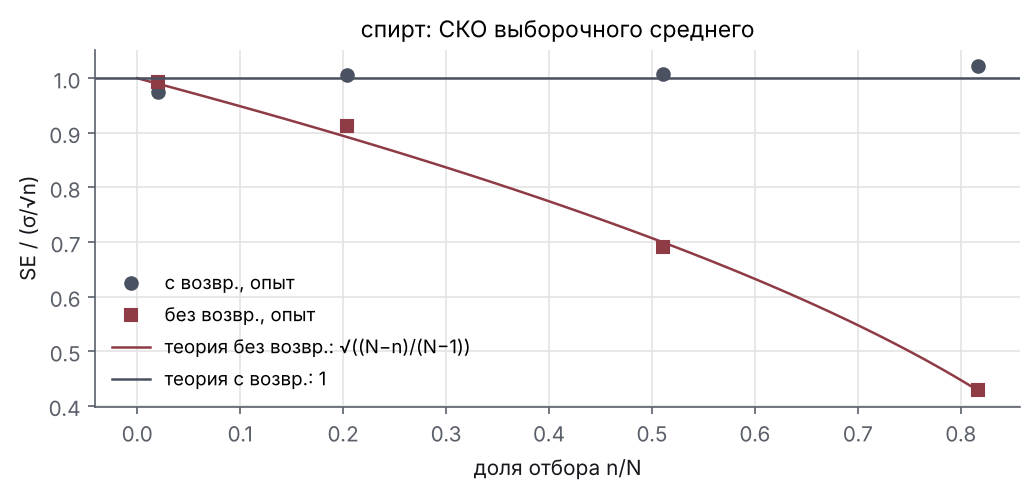 спирт: СКО выборочного среднего
SE / (σ/√n)
1.0
0.9
0.8
0.7
0.6
0.5
0.4
с возвр., опыт
без возвр., опыт
теория без возвр.: √((N−n)/(N−1))
теория с возвр.: 1
0.0 0.1 0.2 0.3 0.4 0.5 0.6 0.7 0.8
доля отбора n/N